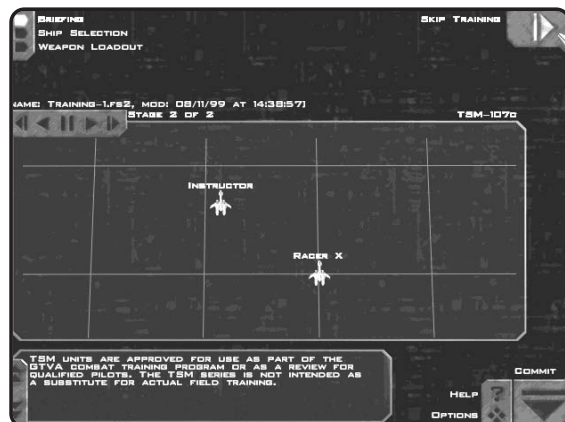 Briefing
Ship Selection
Weapon Loadout
Skip Training
name: Training-1.fs2, mod: 08/11/99 at 14:38:57]
Stage 2 of 2
TSM-107c
Instructor
Racer X
TSM units are approved for use as part of the
GTVA combat training program or as a review for
qualified pilots. The TSM series is not intended as
a substitute for actual field training.
Commit
Help ?
Options